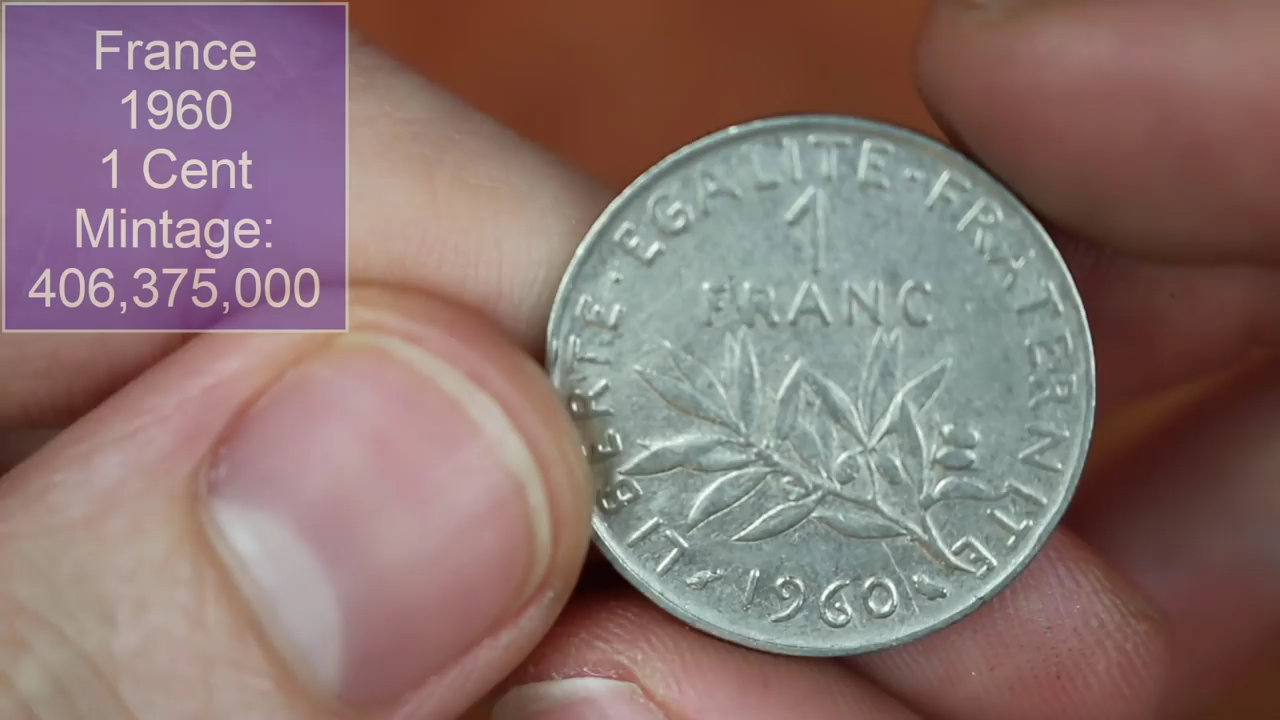 France
1960
1 Cent
Mintage:
406,375,000
LIBERTE · EGALITE · FRATERNITE
1
FRANC
1960